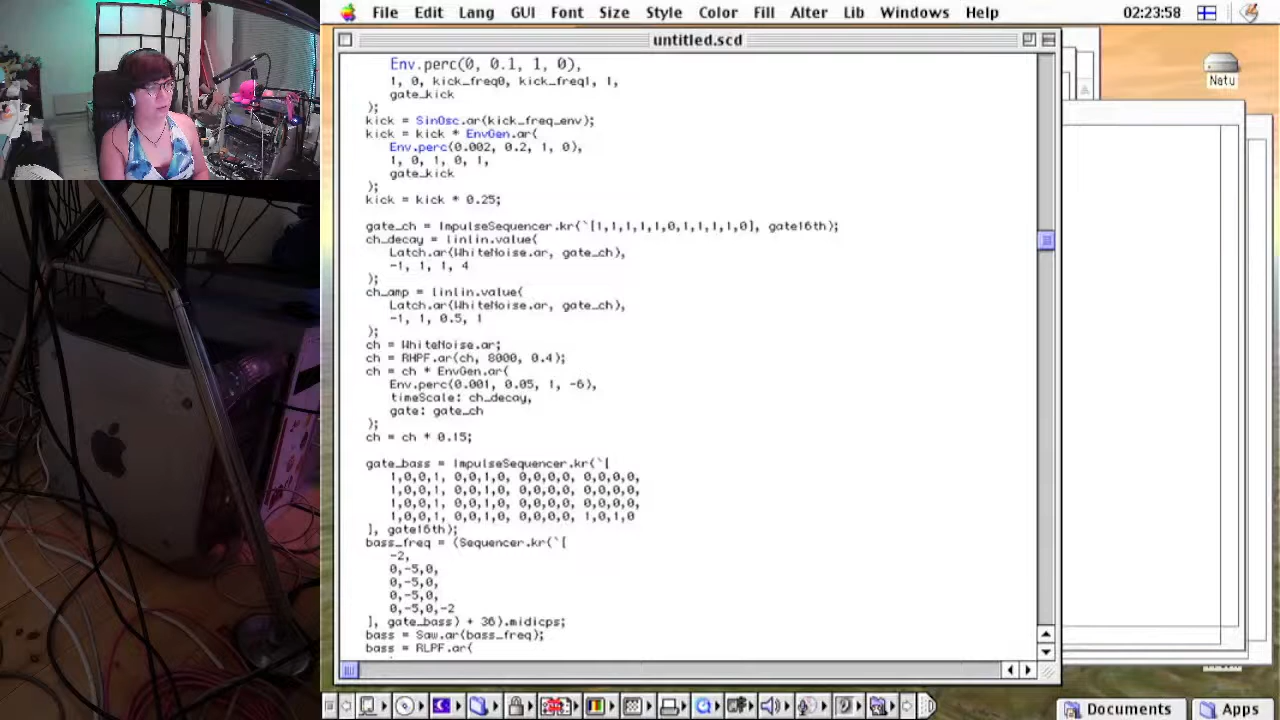 File Edit Lang GUI Font Size Style Color Fill Alter Lib Windows Help 02:23:58
untitled.scd
Env.perc(0, 0.1, 1, 0),
1, 0, kick_freq0, kick_freq1, 1,
gate_kick
);
kick = SinOsc.ar(kick_freq_env);
kick = kick * EnvGen.ar(
Env.perc(0.002, 0.2, 1, 0),
1, 0, 1, 0, 1,
gate_kick
);
kick = kick * 0.25;
gate_ch = ImpulseSequencer.kr(`[1,1,1,1,1,0,1,1,1,1,0], gate16th);
ch_decay = linlin.value(
Latch.ar(WhiteNoise.ar, gate_ch),
-1, 1, 1, 4
);
ch_amp = linlin.value(
Latch.ar(WhiteNoise.ar, gate_ch),
-1, 1, 0.5, 1
);
ch = WhiteNoise.ar;
ch = RHPF.ar(ch, 8000, 0.4);
ch = ch * EnvGen.ar(
Env.perc(0.001, 0.05, 1, -6),
timeScale: ch_decay,
gate: gate_ch
);
ch = ch * 0.15;
gate_bass = ImpulseSequencer.kr(`[
1,0,0,1, 0,0,1,0, 0,0,0,0, 0,0,0,0,
1,0,0,1, 0,0,1,0, 0,0,0,0, 0,0,0,0,
1,0,0,1, 0,0,1,0, 0,0,0,0, 0,0,0,0,
1,0,0,1, 0,0,1,0, 0,0,0,0, 1,0,1,0
], gate16th);
bass_freq = (Sequencer.kr(`[
-2,
0,-5,0,
0,-5,0,
0,-5,0,
0,-5,0,-2
], gate_bass) + 36).midicps;
bass = Saw.ar(bass_freq);
bass = RLPF.ar(
Natu
Documents
Apps